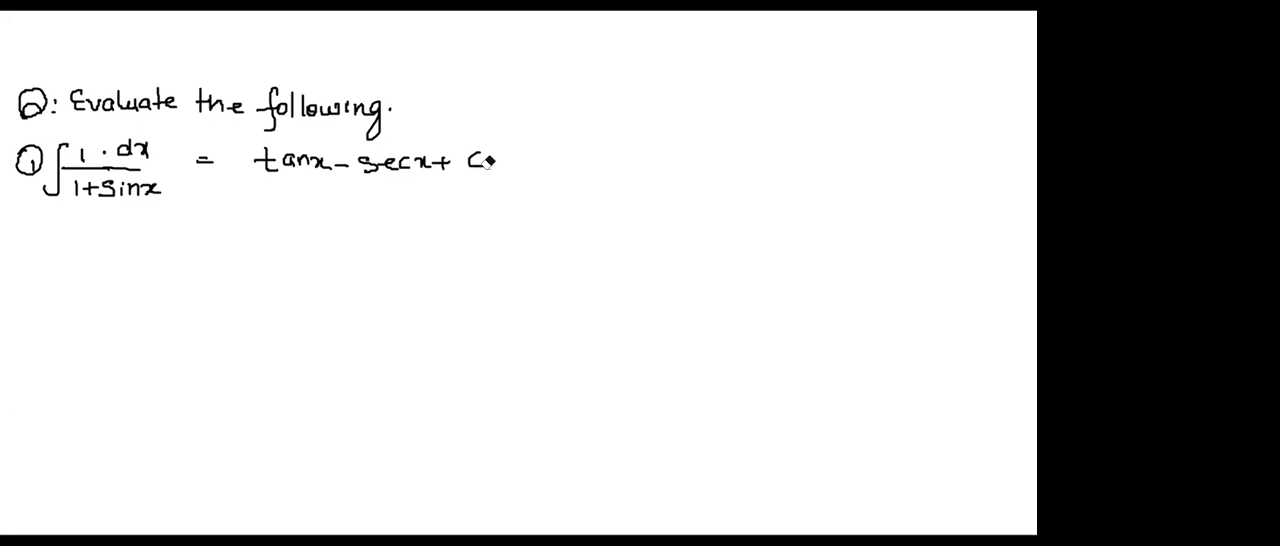 Q: Evaluate the following.
① ∫ 1 · dx / 1+sinx = tanx - secx + c